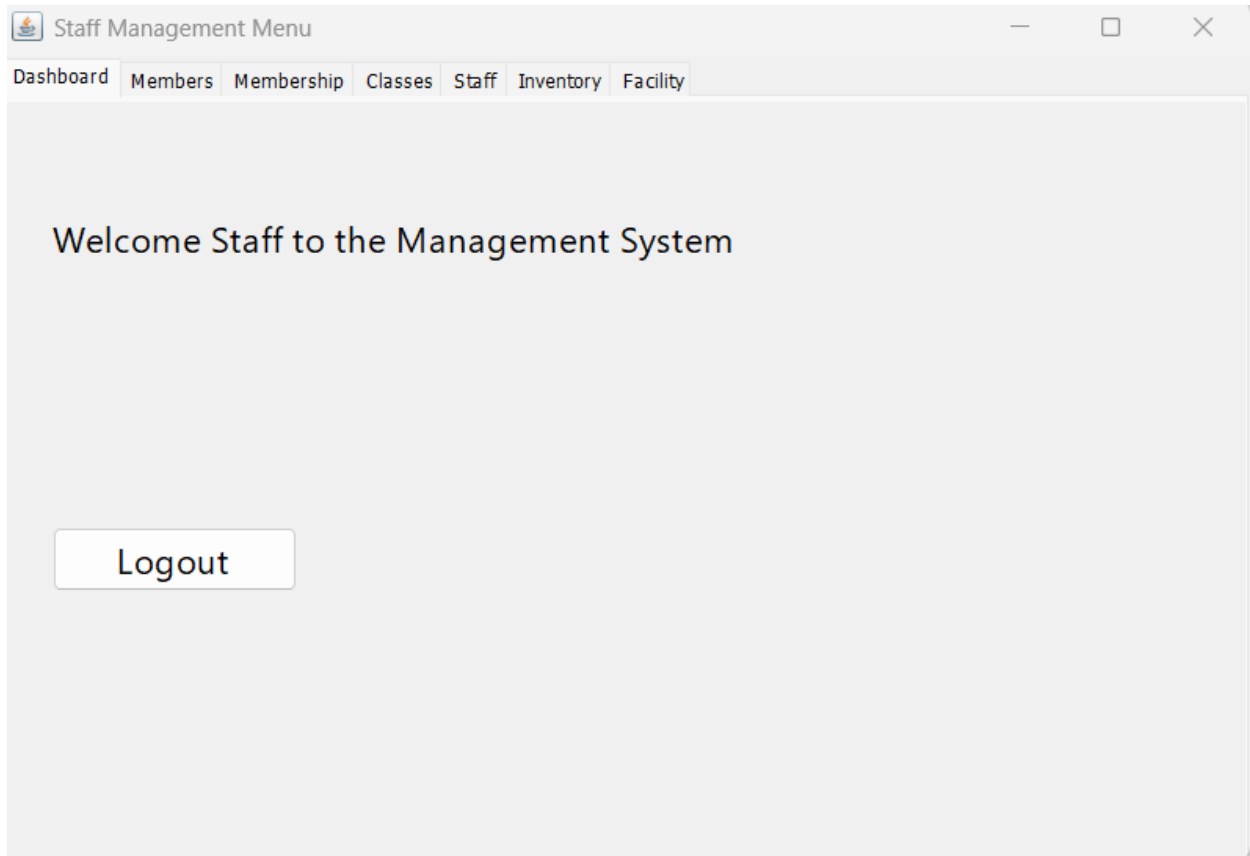 Staff Management Menu
Dashboard Members Membership Classes Staff Inventory Facility
Welcome Staff to the Management System
Logout